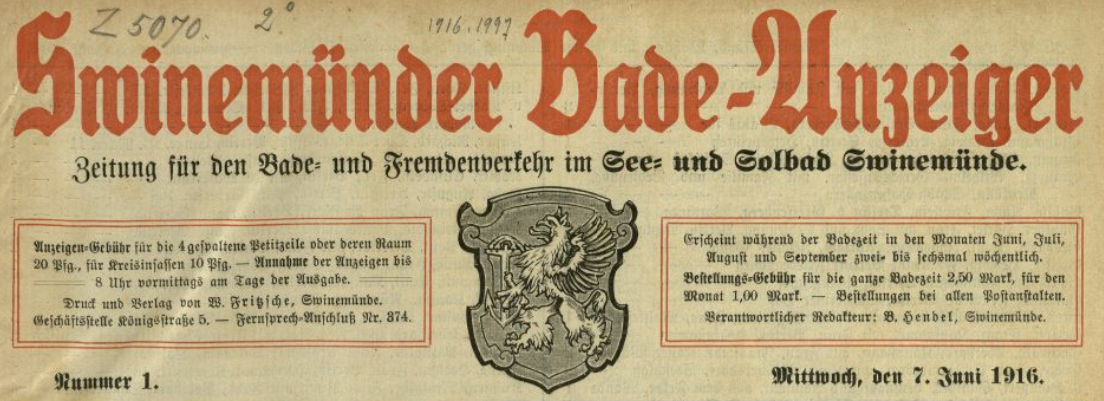 Z 5070. 2° 1916.1997
Swinemünder Bade-Anzeiger
Zeitung für den Bade- und Fremdenverkehr im See- und Solbad Swinemünde.
Anzeigen-Gebühr für die 4 gespaltene Petitzeile oder deren Raum
20 Pfg., für Kreisinsassen 10 Pfg. — Annahme der Anzeigen bis
8 Uhr vormittags am Tage der Ausgabe.
Druck und Verlag von W. Fritzsche, Swinemünde.
Geschäftsstelle Königsstraße 5. — Fernsprech-Anschluß Nr. 374.
Erscheint während der Badezeit in den Monaten Juni, Juli,
August und September zwei- bis sechsmal wöchentlich.
Bestellungs-Gebühr für die ganze Badezeit 2,50 Mark, für den
Monat 1,00 Mark. — Bestellungen bei allen Postanstalten.
Verantwortlicher Redakteur: B. Hendel, Swinemünde.
Nummer 1.
Mittwoch, den 7. Juni 1916.